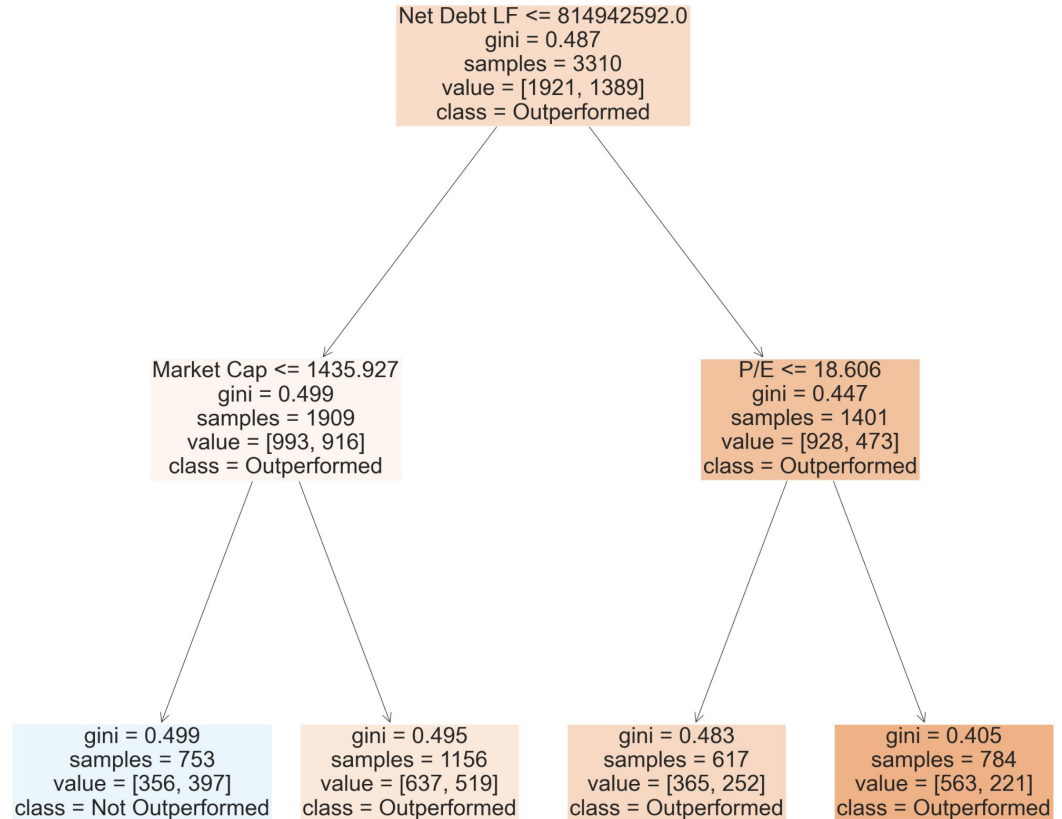 Net Debt LF <= 814942592.0
gini = 0.487
samples = 3310
value = [1921, 1389]
class = Outperformed
Market Cap <= 1435.927
gini = 0.499
samples = 1909
value = [993, 916]
class = Outperformed
P/E <= 18.606
gini = 0.447
samples = 1401
value = [928, 473]
class = Outperformed
gini = 0.499
samples = 753
value = [356, 397]
class = Not Outperformed
gini = 0.495
samples = 1156
value = [637, 519]
class = Outperformed
gini = 0.483
samples = 617
value = [365, 252]
class = Outperformed
gini = 0.405
samples = 784
value = [563, 221]
class = Outperformed